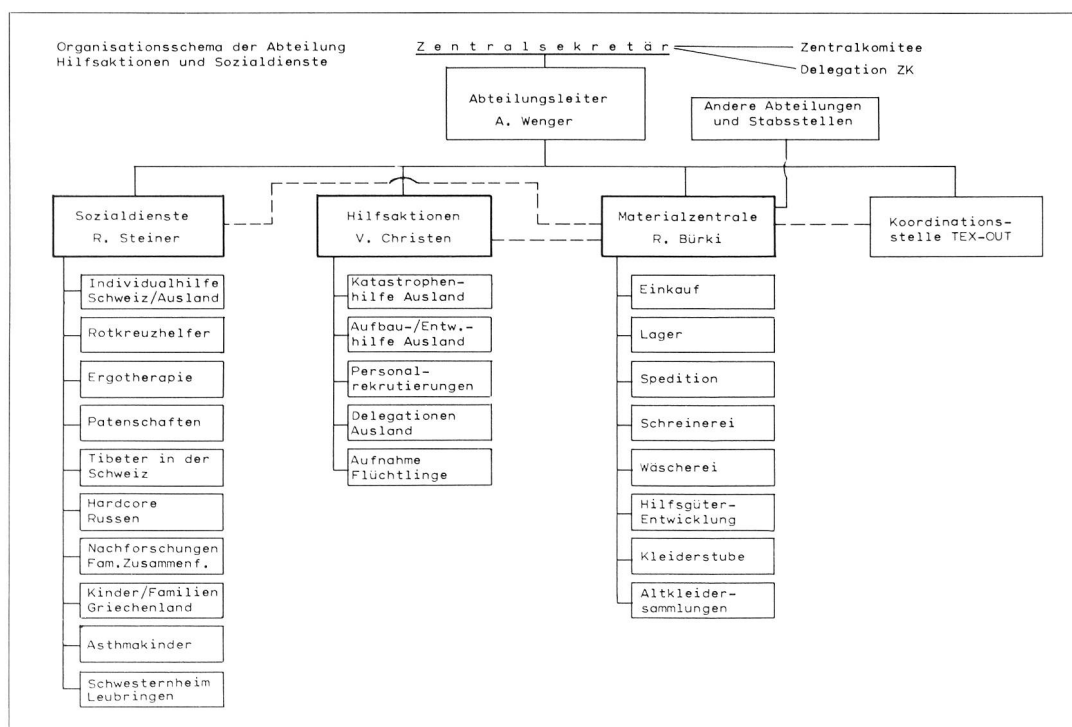 Organisationsschema der Abteilung
Hilfsaktionen und Sozialdienste
Zentralsekretär
Zentralkomitee
Delegation ZK
Abteilungsleiter
A. Wenger
Andere Abteilungen
und Stabsstellen
Sozialdienste
R. Steiner
Hilfsaktionen
V. Christen
Materialzentrale
R. Bürki
Koordinations-
stelle TEX-OUT
Individualhilfe
Schweiz/Ausland
Rotkreuzhelfer
Ergotherapie
Patenschaften
Tibeter in der
Schweiz
Hardcore
Russen
Nachforschungen
Fam.Zusammenf.
Kinder/Familien
Griechenland
Asthmakinder
Schwesternheim
Leubringen
Katastrophen-
hilfe Ausland
Aufbau-/Entw.-
hilfe Ausland
Personal-
rekrutierungen
Delegationen
Ausland
Aufnahme
Flüchtlinge
Einkauf
Lager
Spedition
Schreinerei
Wäscherei
Hilfsgüter-
Entwicklung
Kleiderstube
Altkleider-
sammlungen